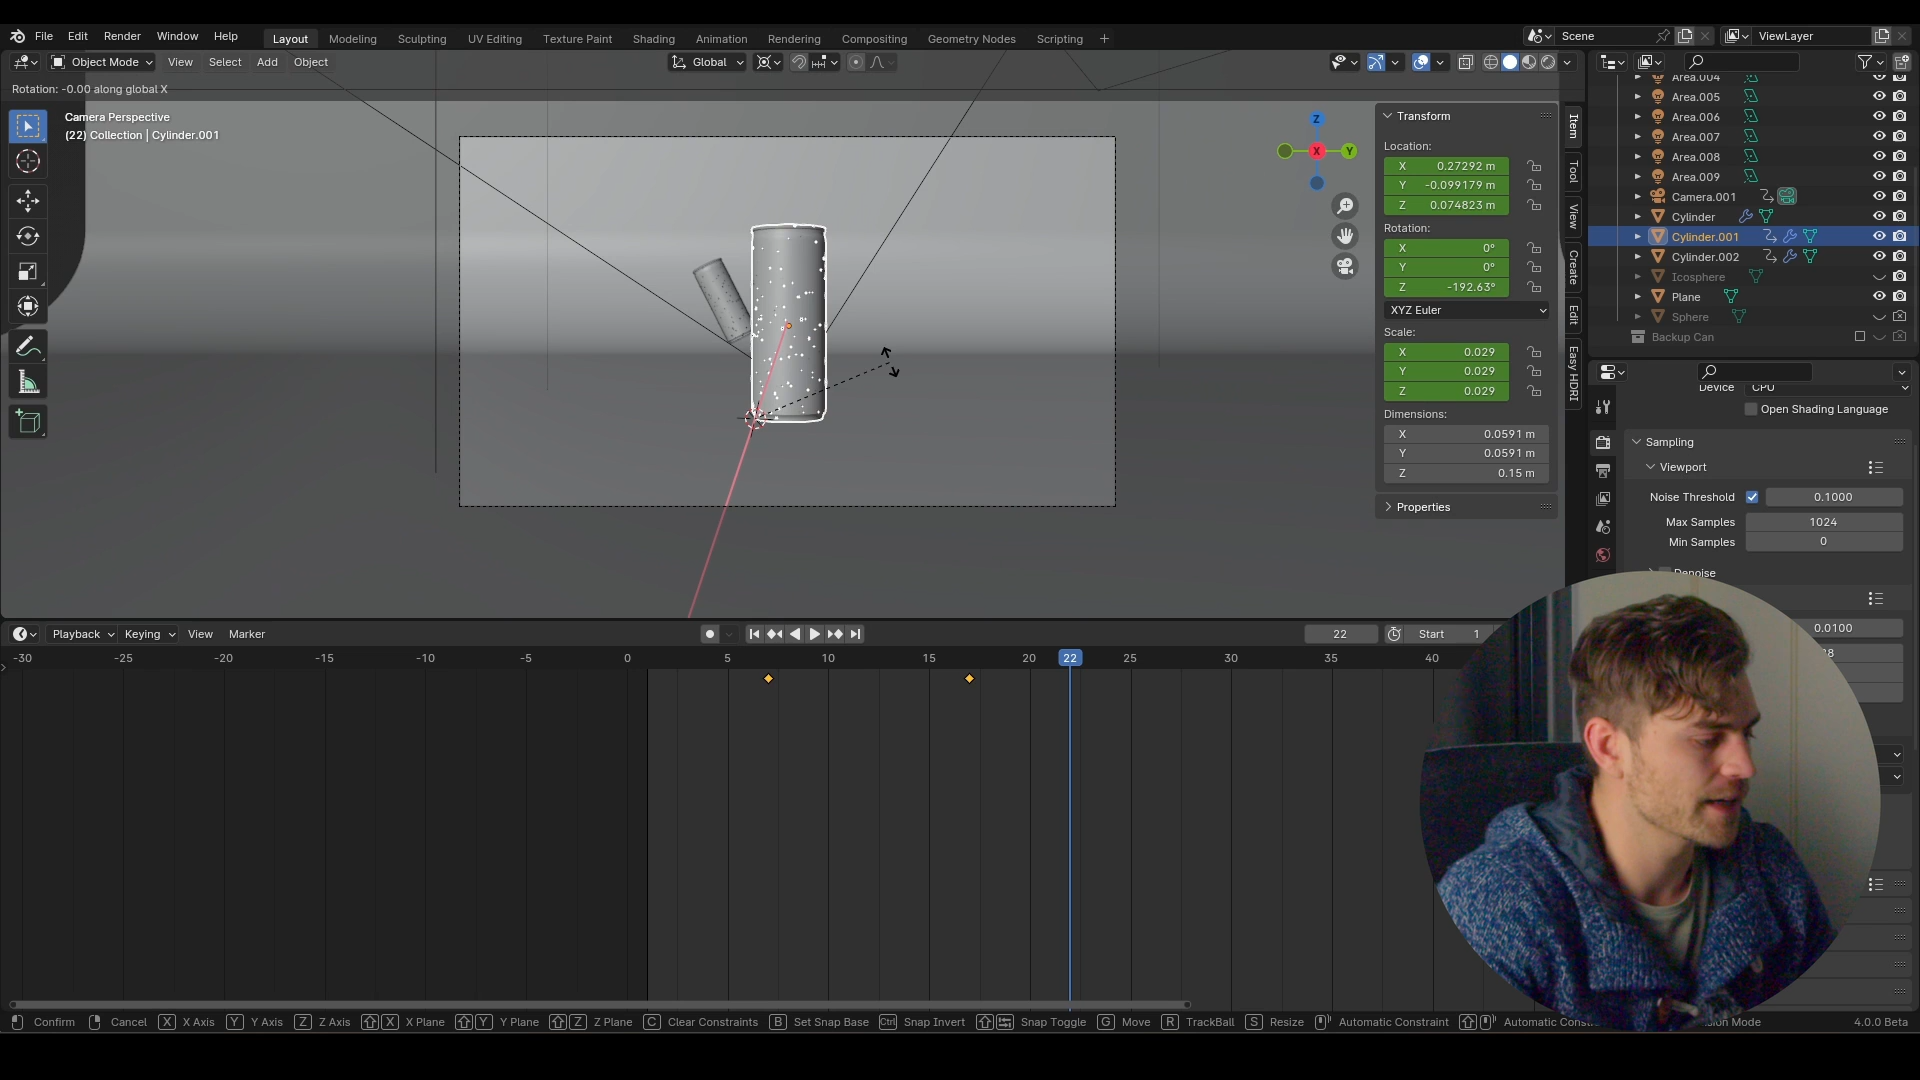 File Edit Render Window Help
Layout Modeling Sculpting UV Editing Texture Paint Shading Animation Rendering Compositing Geometry Nodes Scripting +
Scene ViewLayer
Object Mode View Select Add Object
Global
Rotation: -0.00 along global X
Camera Perspective
(22) Collection | Cylinder.001
Z
X
Y
Transform
Location:
X 0.27292 m
Y -0.099179 m
Z 0.074823 m
Rotation:
X 0°
Y 0°
Z -192.63°
XYZ Euler
Scale:
X 0.029
Y 0.029
Z 0.029
Dimensions:
X 0.0591 m
Y 0.0591 m
Z 0.15 m
Properties
Item
Tool
View
Create
Edit
Easy HDRI
Area.004
Area.005
Area.006
Area.007
Area.008
Area.009
Camera.001
Cylinder
Cylinder.001
Cylinder.002
Icosphere
Plane
Sphere
Backup Can
Device CPU
Open Shading Language
Sampling
Viewport
Noise Threshold 0.1000
Max Samples 1024
Min Samples 0
Denoise
0.0100
Playback Keying View Marker
22 Start 1
-30 -25 -20 -15 -10 -5 0 5 10 15 20 22 25 30 35 40
Confirm Cancel X X Axis Y Y Axis Z Z Axis X X Plane Y Y Plane Z Z Plane C Clear Constraints B Set Snap Base Ctrl Snap Invert Snap Toggle G Move R TrackBall S Resize Automatic Constraint Automatic Mode
4.0.0 Beta